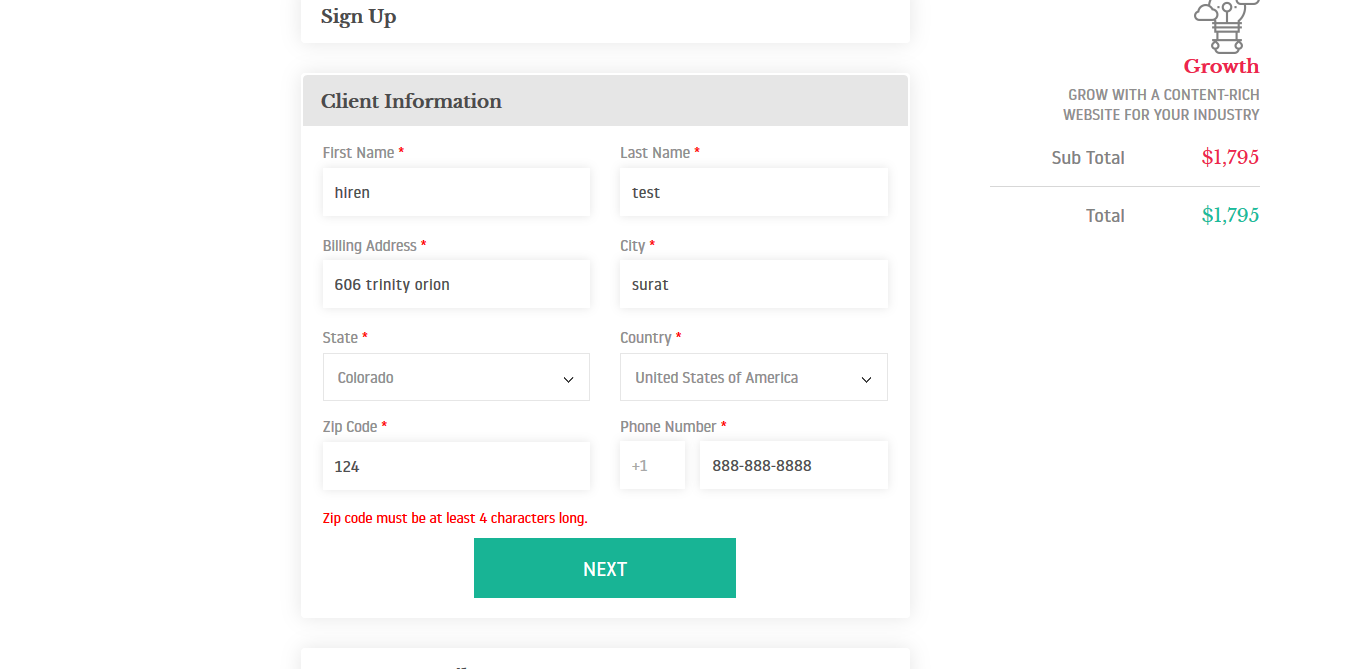 Sign Up
Client Information
First Name *
Last Name *
hiren
test
Billing Address *
City *
606 trinity orion
surat
State *
Country *
Colorado
United States of America
Zip Code *
Phone Number *
124
+1
888-888-8888
Zip code must be at least 4 characters long.
NEXT
Growth
GROW WITH A CONTENT-RICH
WEBSITE FOR YOUR INDUSTRY
Sub Total
$1,795
Total
$1,795